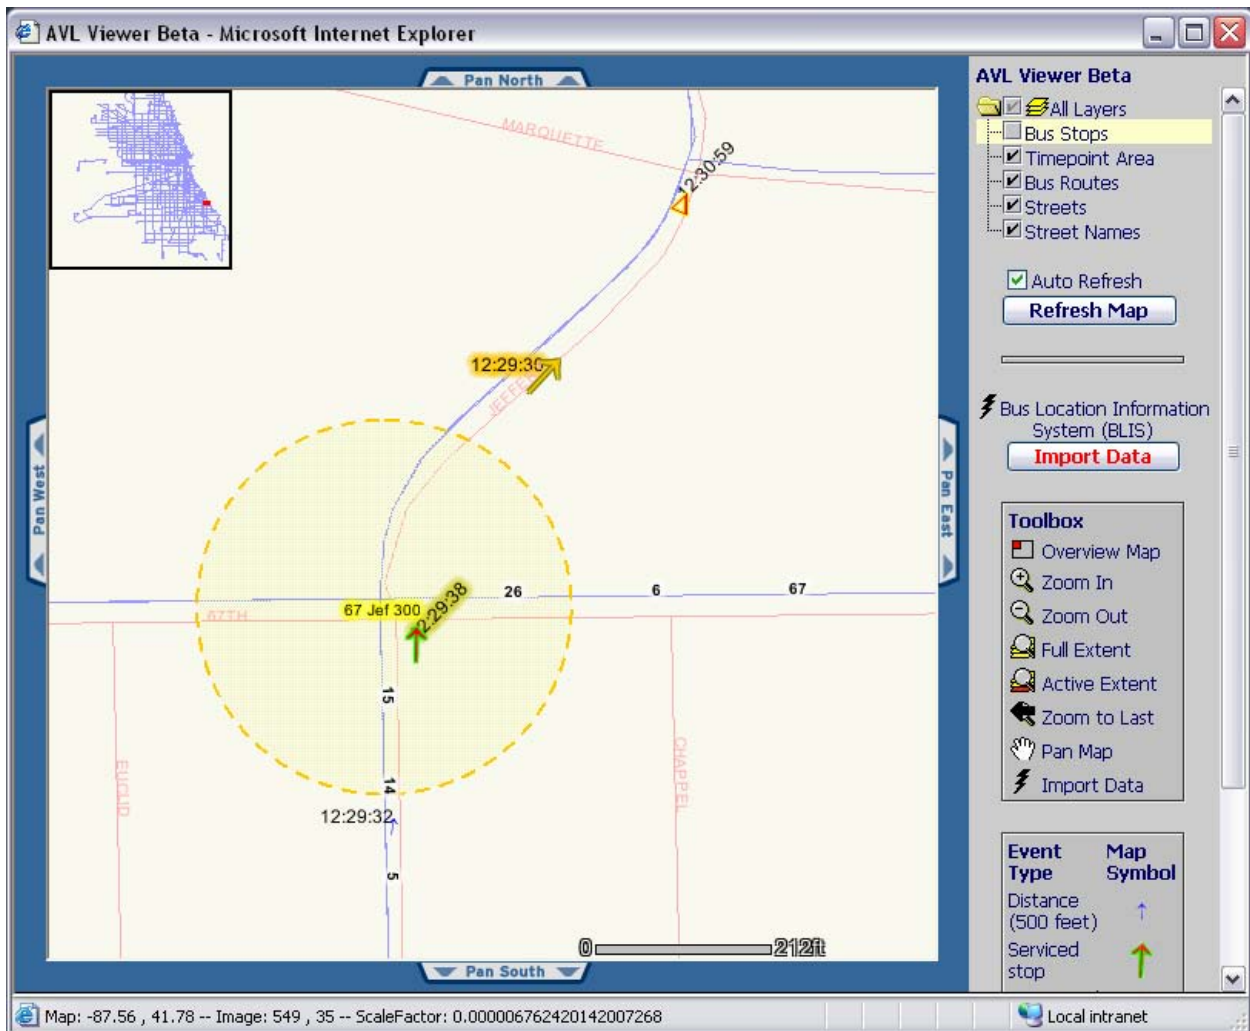 AVL Viewer Beta - Microsoft Internet Explorer
Pan North
AVL Viewer Beta
All Layers
Bus Stops
Timepoint Area
Bus Routes
Streets
Street Names
Auto Refresh
Refresh Map
Bus Location Information
System (BLIS)
Import Data
Toolbox
Overview Map
Zoom In
Zoom Out
Full Extent
Active Extent
Zoom to Last
Pan Map
Import Data
Event Type
Map Symbol
Distance
(500 feet)
Serviced
stop
MARQUETTE
12:30:59
12:29:30
Pan West
Pan East
12:29:38
26
6
67
67 Jef 300
67TH
15
EUCLID
CHAPPEL
14
12:29:32
5
0
212ft
Pan South
Map: -87.56 , 41.78 -- Image: 549 , 35 -- ScaleFactor: 0.000006762420142007268
Local intranet